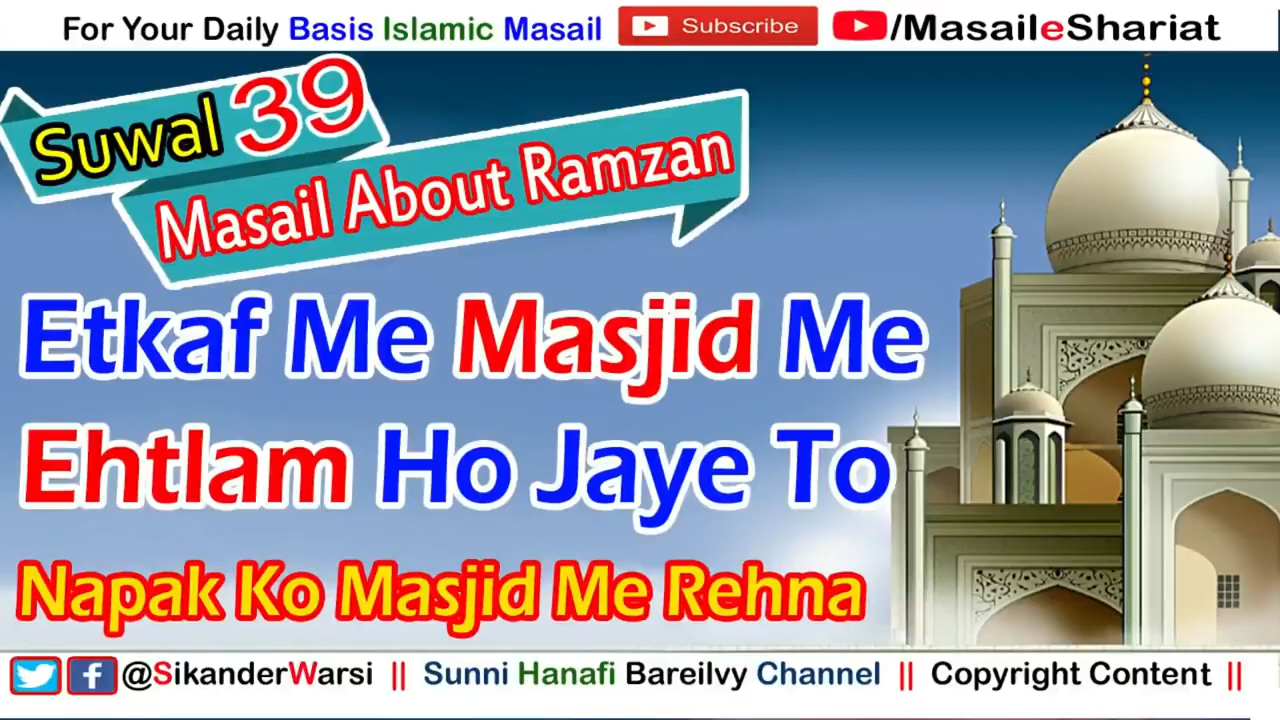 For Your Daily Basis Islamic Masail Subscribe /MasaileShariat
Suwal 39
Masail About Ramzan
Etkaf Me Masjid Me
Ehtlam Ho Jaye To
Napak Ko Masjid Me Rehna
@SikanderWarsi || Sunni Hanafi Bareilvy Channel || Copyright Content ||